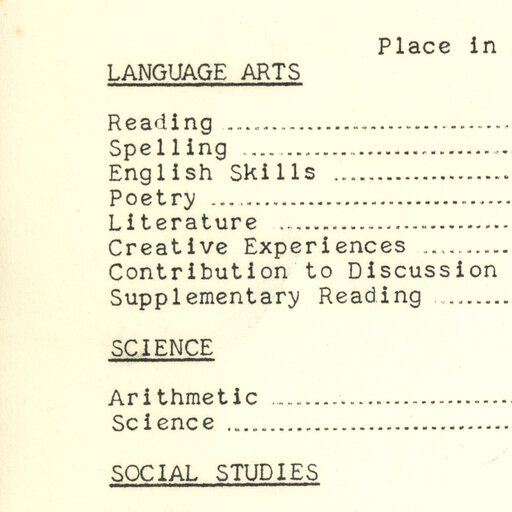 Place in
LANGUAGE ARTS
Reading ................................
Spelling ..............................
English Skills ....................
Poetry ..................................
Literature ..........................
Creative Experiences ..........
Contribution to Discussion
Supplementary Reading ........
SCIENCE
Arithmetic ..........................
Science ................................
SOCIAL STUDIES